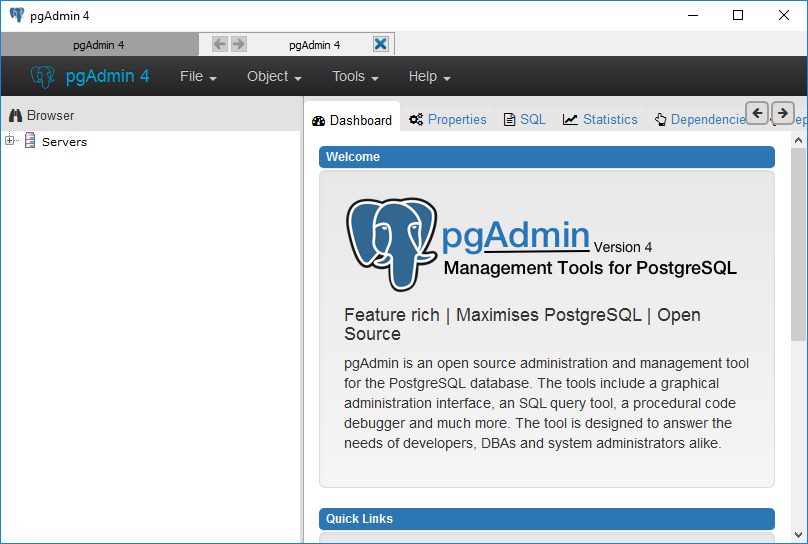 pgAdmin 4
pgAdmin 4
pgAdmin 4
pgAdmin 4 File Object Tools Help
Browser
Dashboard Properties SQL Statistics Dependencie ep
Servers
Welcome
pgAdmin Version 4
Management Tools for PostgreSQL
Feature rich | Maximises PostgreSQL | Open
Source
pgAdmin is an open source administration and management tool
for the PostgreSQL database. The tools include a graphical
administration interface, an SQL query tool, a procedural code
debugger and much more. The tool is designed to answer the
needs of developers, DBAs and system administrators alike.
Quick Links